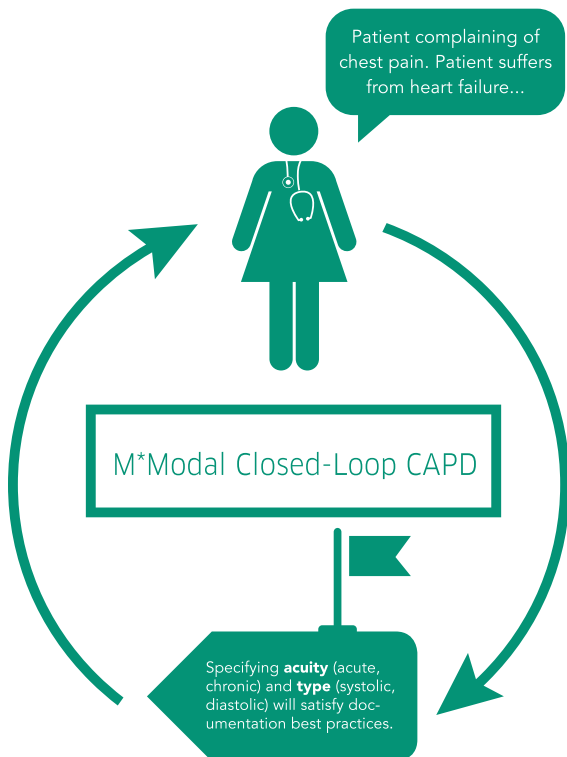 Patient complaining of
chest pain. Patient suffers
from heart failure...
M*Modal Closed-Loop CAPD
Specifying acuity (acute,
chronic) and type (systolic,
diastolic) will satisfy doc-
umentation best practices.